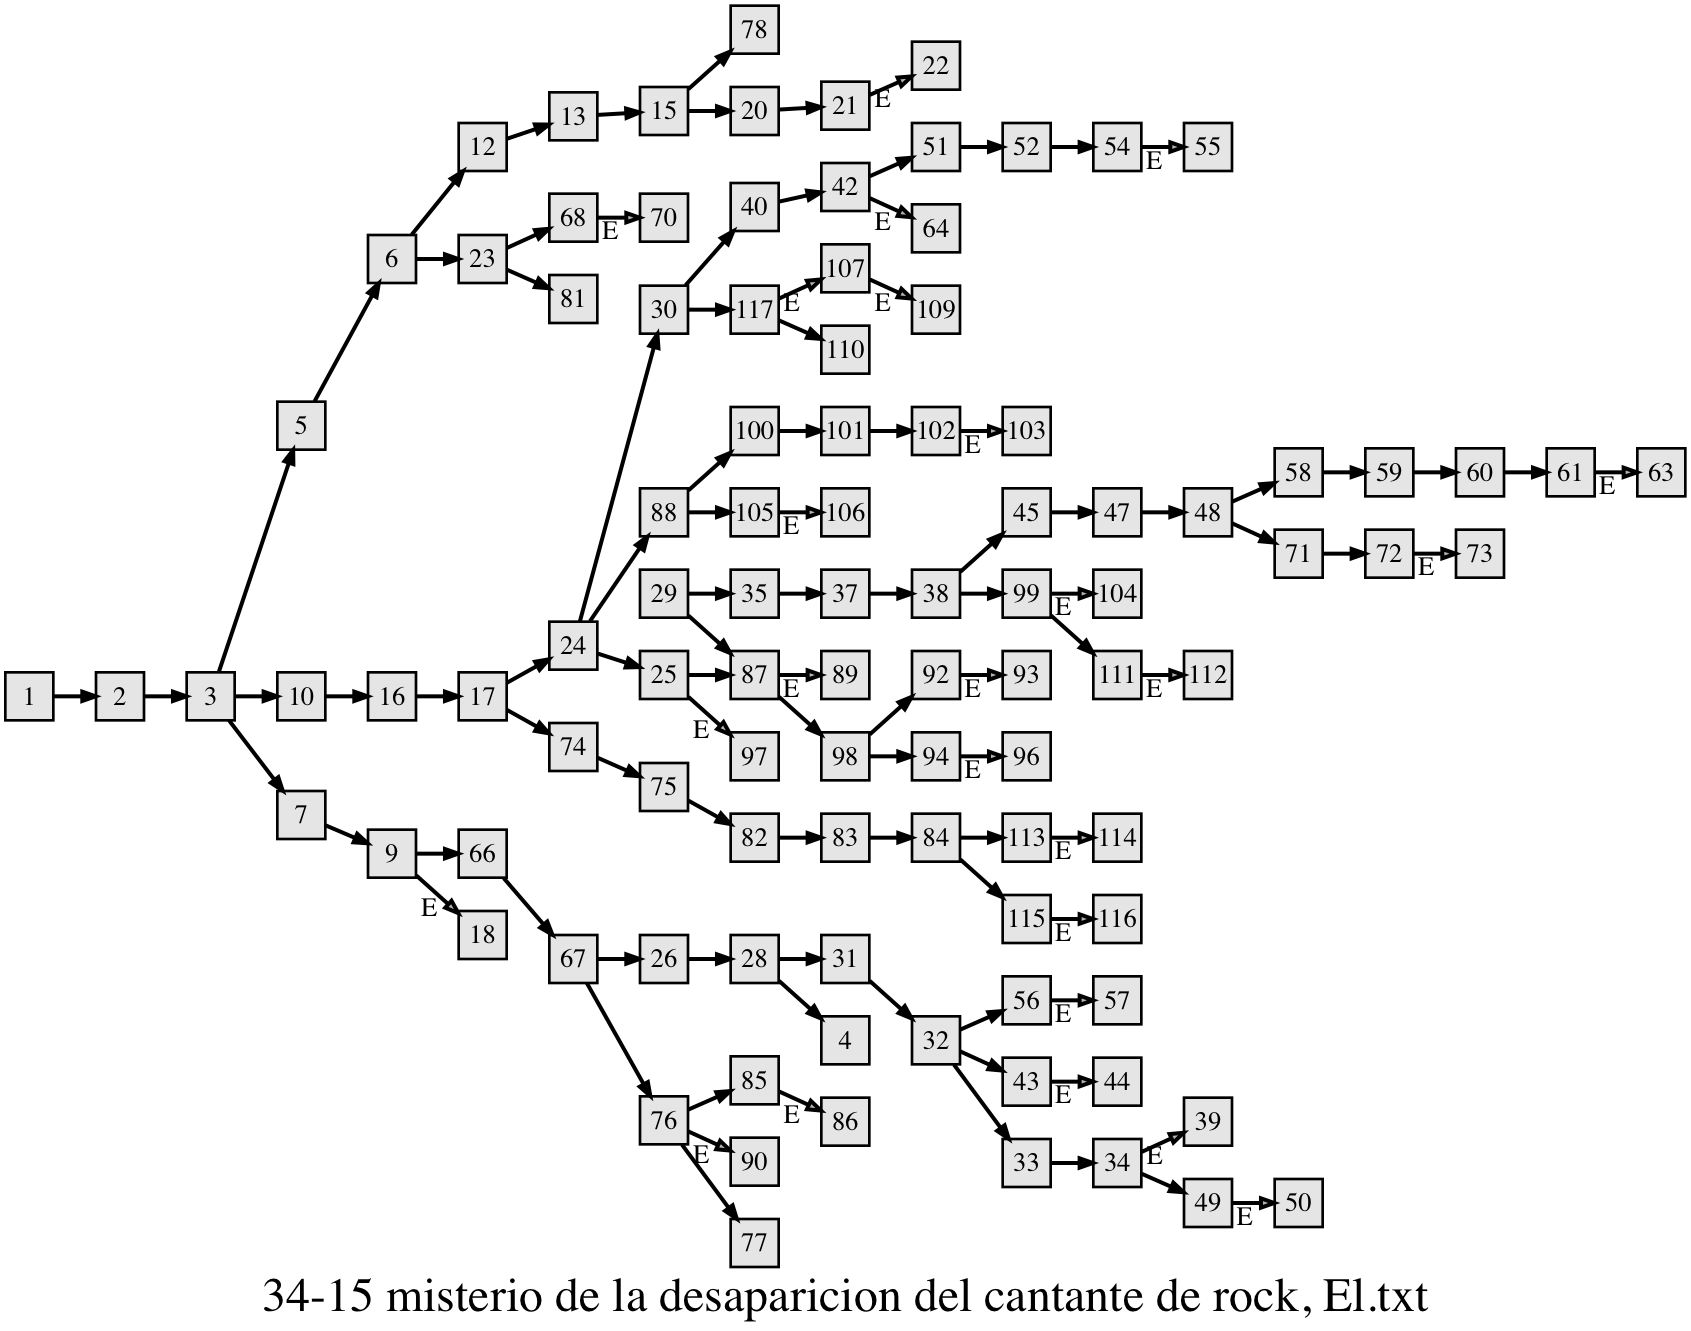 78
22
13 15 20 21 E
12 51 52 54 E 55
42
68 E 70 40 E 64
6 23
81 107
30 117 E E 109
110
5 100 101 102 E 103
58 59 60 61 E 63
88 105 E 106 45 47 48
71 72 E 73
29 35 37 38 99 E 104
24
25 87 E 89 92 E 93 111 E 112
1 2 3 10 16 17
E
74 97 98 94 E 96
75
7 82 83 84 113 E 114
9 66
E 18 115 E 116
67 26 28 31
56 E 57
4 32
85 43 E 44
76 E 86 39
E 90 33 34 E
49 E 50
77
34-15 misterio de la desaparicion del cantante de rock, El.txt